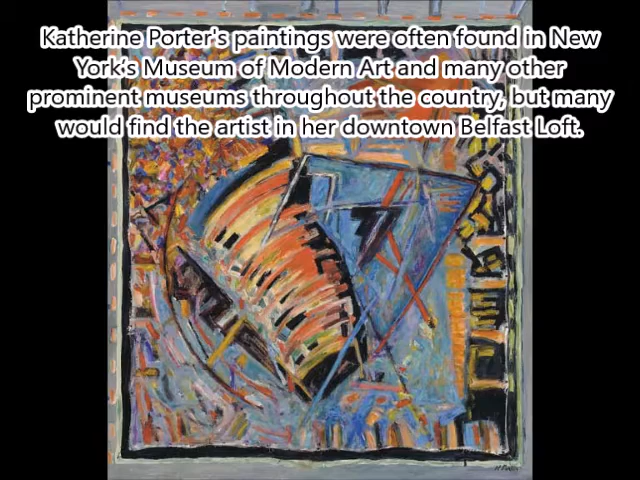 Katherine Porter's paintings were often found in New
York's Museum of Modern Art and many other
prominent museums throughout the country, but many
would find the artist in her downtown Belfast Loft.